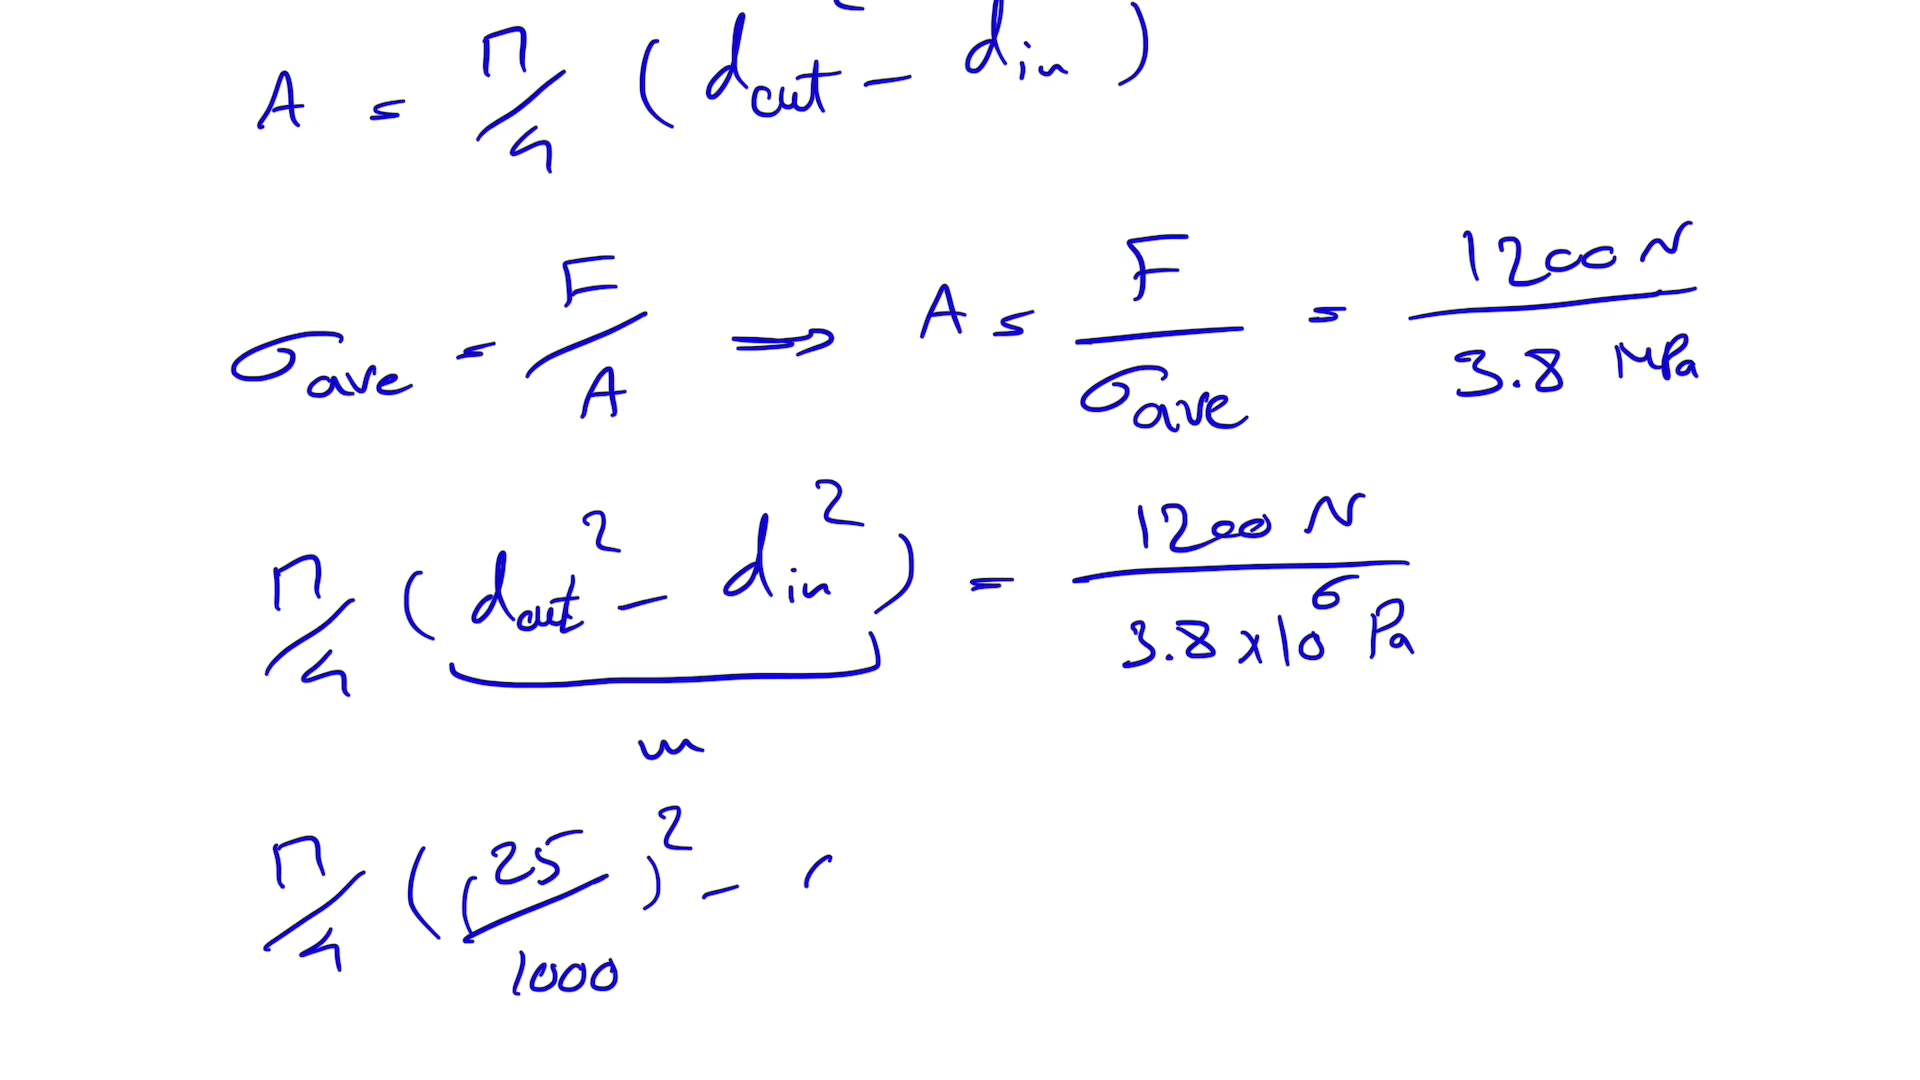 A = π/4 ( d_out² - d_in )
σ_ave = F/A ⇒ A = F/σ_ave = 1200 N / 3.8 MPa
π/4 ( d_out² - d_in² ) = 1200 N / 3.8 × 10⁶ Pa
m
π/4 ( ( 25/1000 )² - (